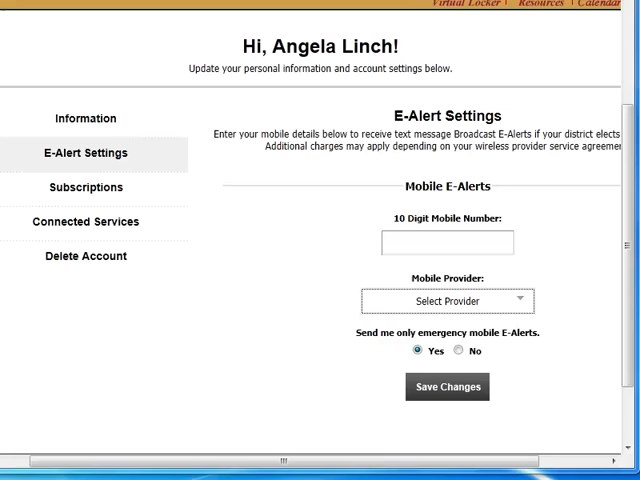 Virtual Locker | Resources | Calendar
Hi, Angela Linch!
Update your personal information and account settings below.
Information
E-Alert Settings
Subscriptions
Connected Services
Delete Account
E-Alert Settings
Enter your mobile details below to receive text message Broadcast E-Alerts if your district elects
Additional charges may apply depending on your wireless provider service agreemen
Mobile E-Alerts
10 Digit Mobile Number:
Mobile Provider:
Select Provider
Send me only emergency mobile E-Alerts.
Yes No
Save Changes